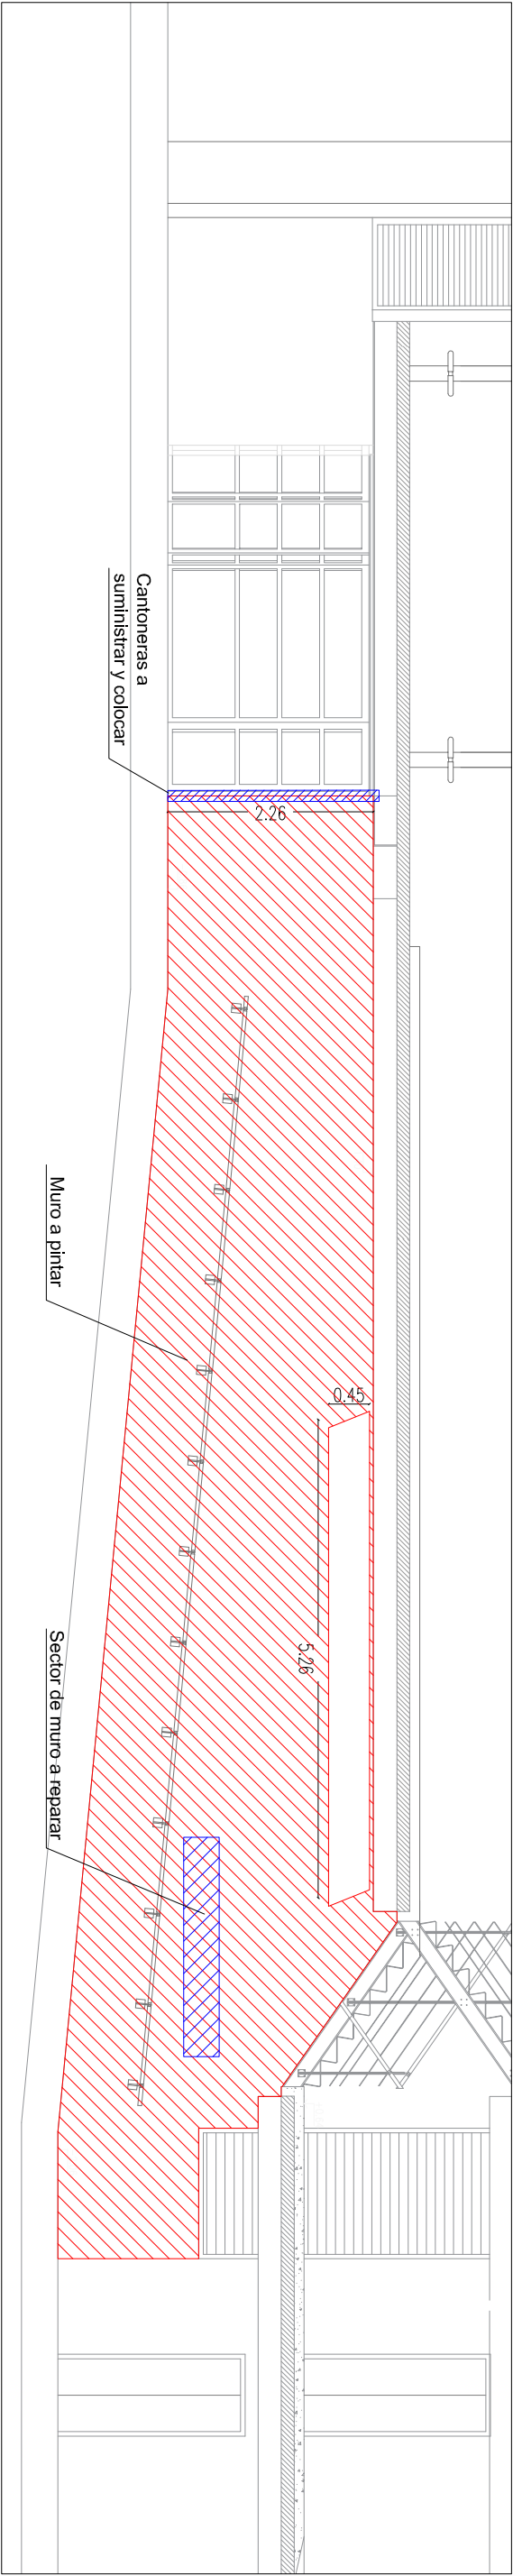 Cantoneras a
suministrar y colocar
2.26
Muro a pintar
0.45
5.26
Sector de muro a reparar